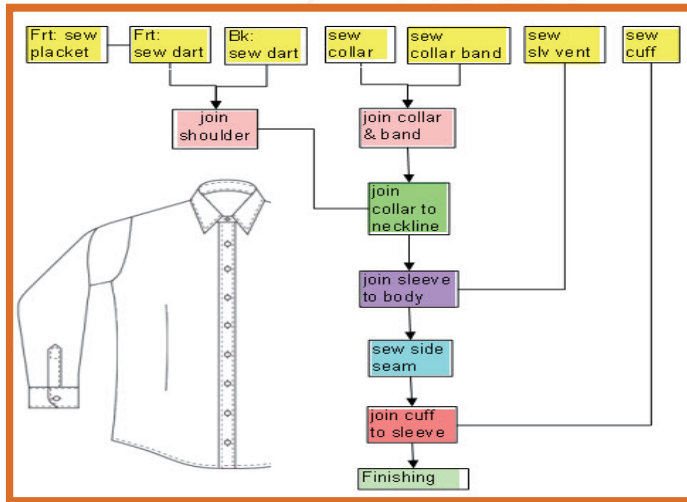 Frt: sew
placket
Frt:
sew dart
Bk:
sew dart
sew
collar
sew
collar band
sew
slv vent
sew
cuff
join
shoulder
join collar
& band
join
collar to
neckline
join sleeve
to body
sew side
seam
join cuff
to sleeve
Finishing